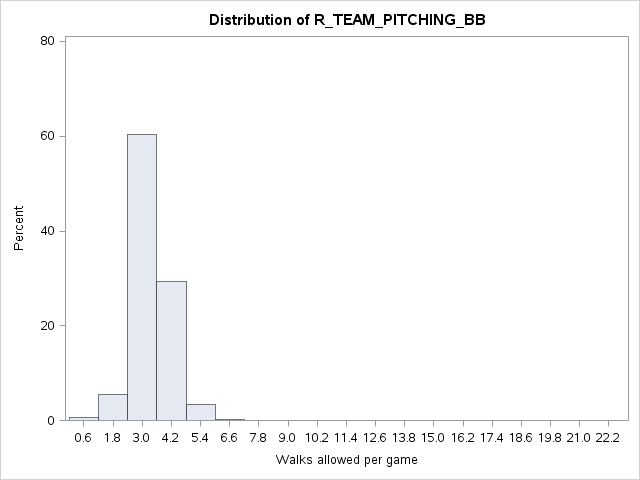 Distribution of R_TEAM_PITCHING_BB
80
60
40
20
0
Percent
0.6 1.8 3.0 4.2 5.4 6.6 7.8 9.0 10.2 11.4 12.6 13.8 15.0 16.2 17.4 18.6 19.8 21.0 22.2
Walks allowed per game